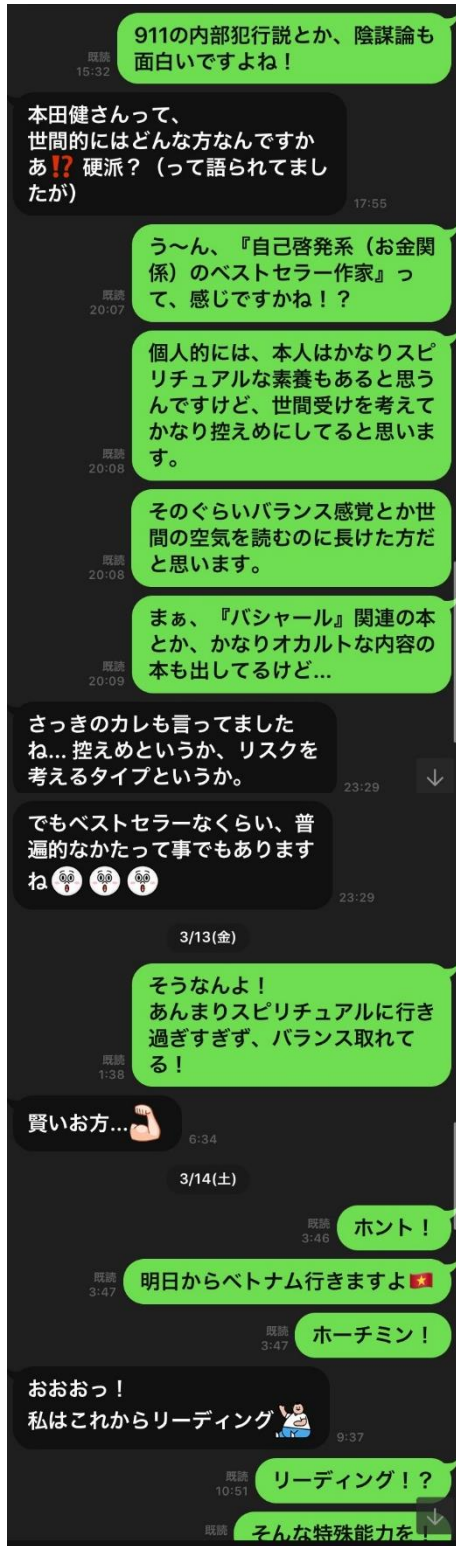 911の内部犯行説とか、陰謀論も
面白いですよね！
既読
15:32
本田健さんって、
世間的にはどんな方なんですか
あ⁉️ 硬派？（って語られてまし
たが）
17:55
う〜ん、『自己啓発系（お金関
係）のベストセラー作家』っ
て、感じですかね！？
既読
20:07
個人的には、本人はかなりスピ
リチュアルな素養もあると思う
んですけど、世間受けを考えて
かなり控えめにしてると思いま
す。
既読
20:08
そのぐらいバランス感覚とか世
間の空気を読むのに長けた方だ
と思います。
既読
20:08
まぁ、『バシャール』関連の本
とか、かなりオカルトな内容の
本も出してるけど...
既読
20:09
さっきのカレも言ってました
ね... 控えめというか、リスクを
考えるタイプというか。
23:29
でもベストセラーなくらい、普
遍的なかたって事でもあります
ね
23:29
3/13(金)
そうなんよ！
あんまりスピリチュアルに行き
過ぎすぎず、バランス取れて
る！
既読
1:38
賢いお方...💪🏻
6:34
3/14(土)
ホント！
既読
3:46
明日からベトナム行きますよ🇻🇳
既読
3:47
ホーチミン！
既読
3:47
おおおっ！
私はこれからリーディング
9:37
リーディング！？
既読
10:51
そんな特殊能力を！
既読